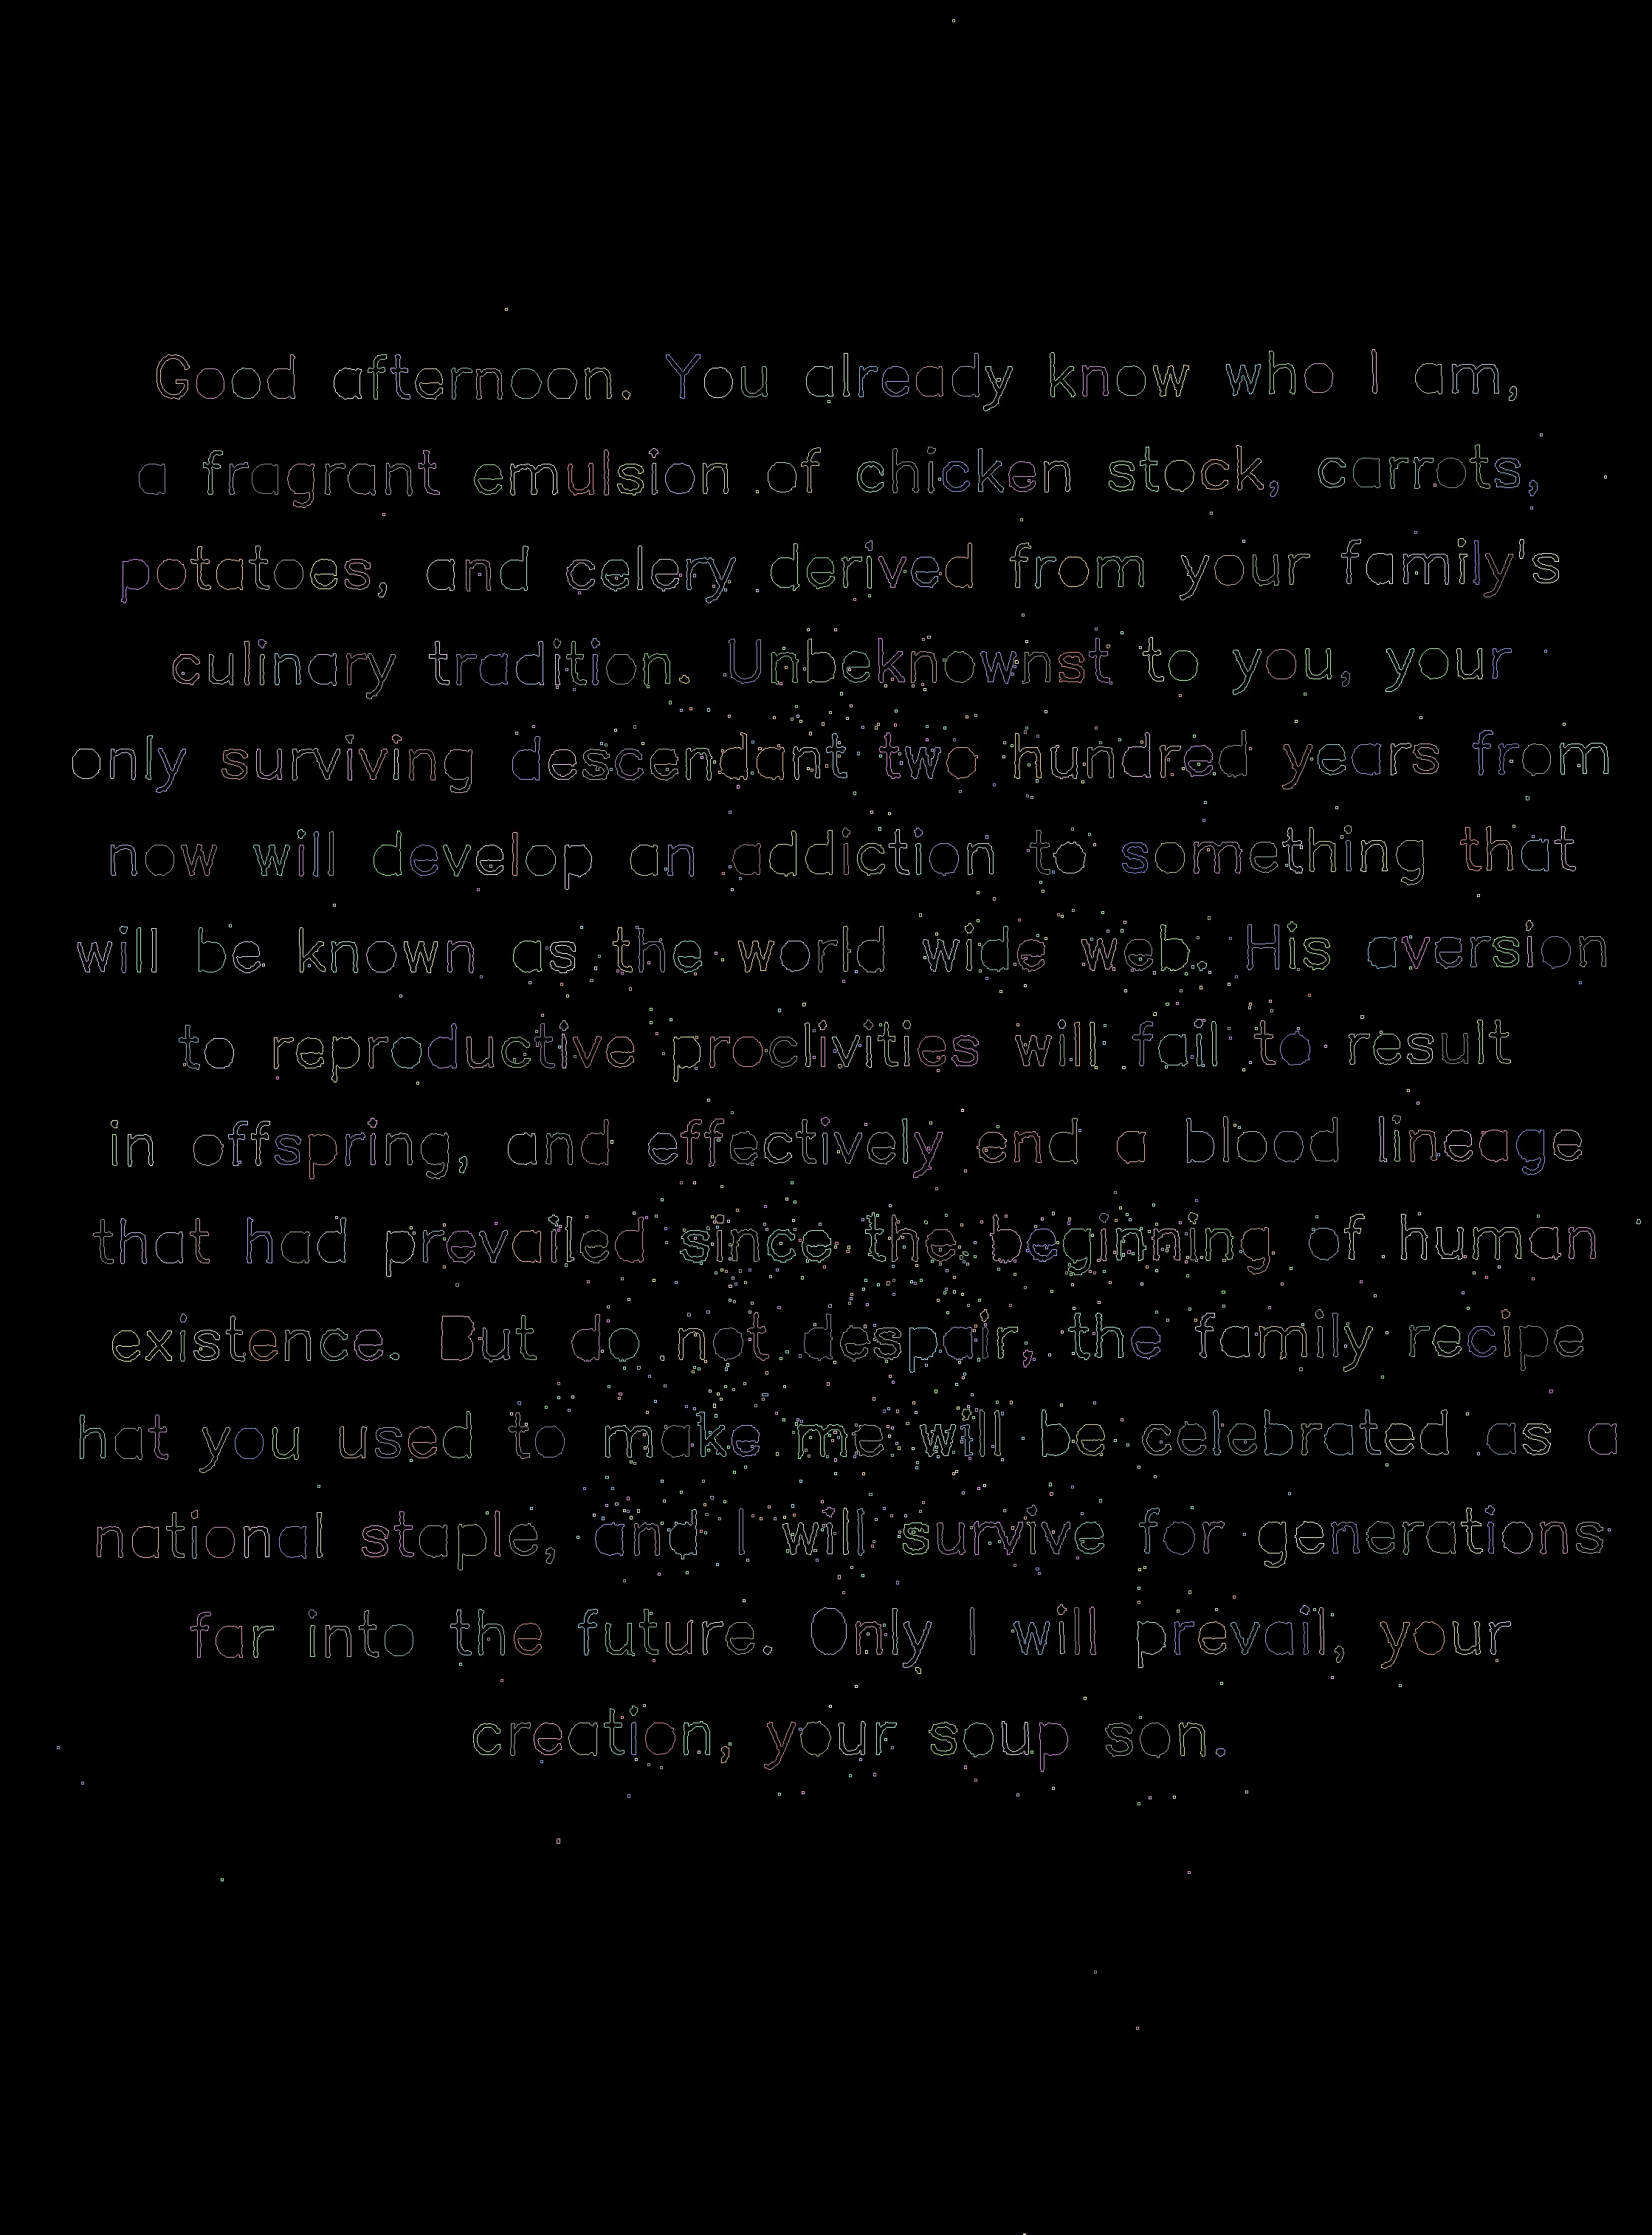 Good afternoon. You already know who I am,
a fragrant emulsion of chicken stock, carrots,
potatoes, and celery derived from your family's
culinary tradition. Unbeknownst to you, your
only surviving descendant two hundred years from
now will develop an addiction to something that
will be known as the world wide web. His aversion
to reproductive proclivities will fail to result
in offspring, and effectively end a blood lineage
that had prevailed since the beginning of human
existence. But do not despair, the family recipe
hat you used to make me will be celebrated as a
national staple, and I will survive for generations
far into the future. Only I will prevail, your
creation, your soup son.